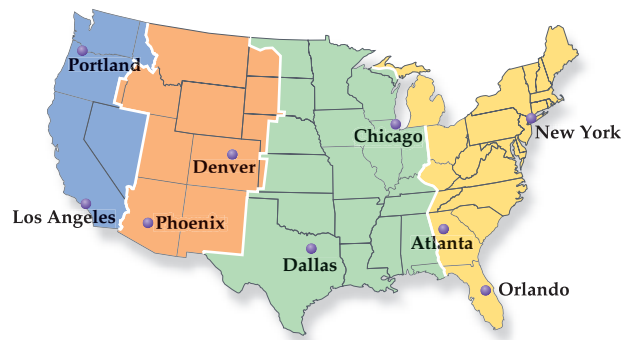 Portland
Chicago
New York
Denver
Los Angeles
Phoenix
Atlanta
Dallas
Orlando